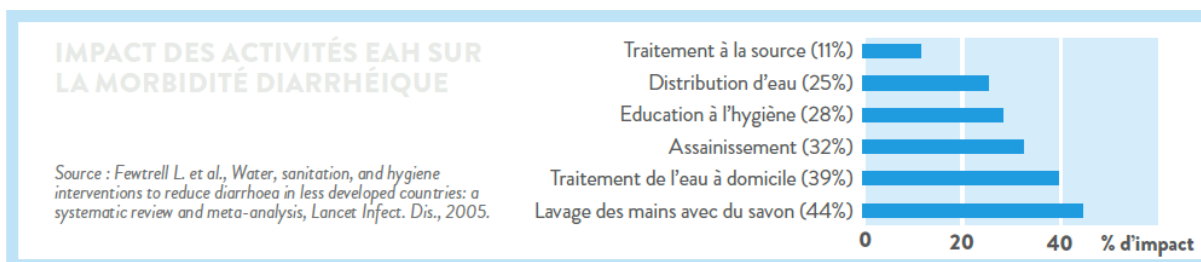 IMPACT DES ACTIVITÉS EAH SUR
LA MORBIDITÉ DIARRHÉIQUE
Source : Fewtrell L. et al., Water, sanitation, and hygiene
interventions to reduce diarrhoea in less developed countries: a
systematic review and meta-analysis, Lancet Infect. Dis., 2005.
Traitement à la source (11%)
Distribution d'eau (25%)
Education à l'hygiène (28%)
Assainissement (32%)
Traitement de l'eau à domicile (39%)
Lavage des mains avec du savon (44%)
0 20 40 % d'impact